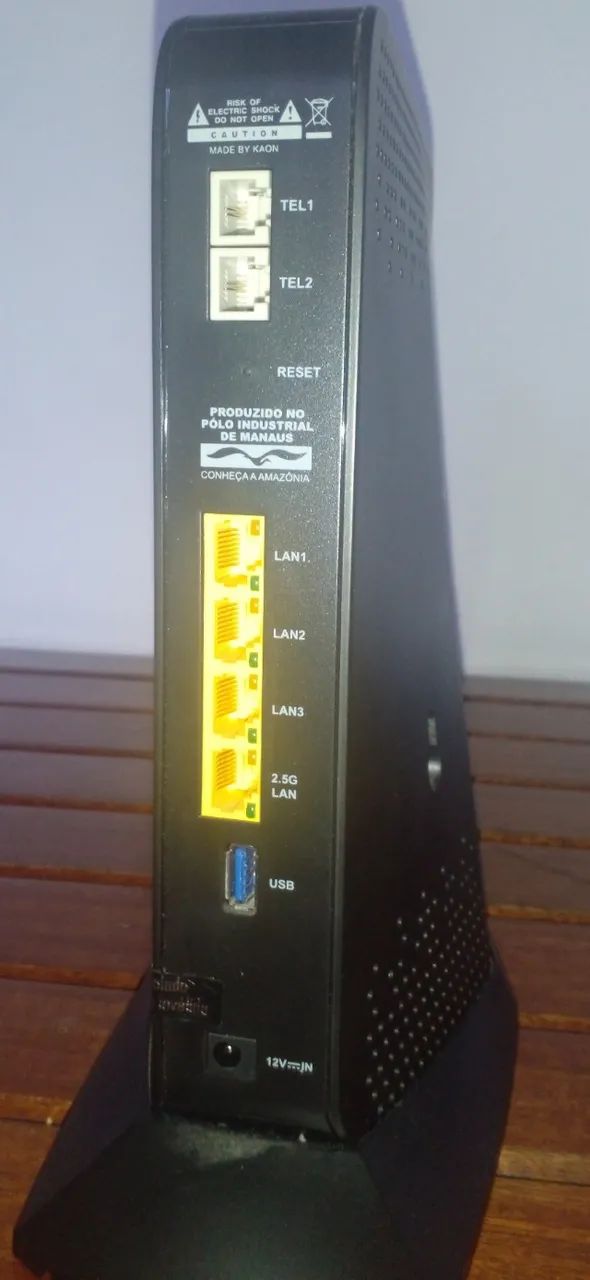 RISK OF
ELECTRIC SHOCK
DO NOT OPEN
CAUTION
MADE BY KAON
TEL1
TEL2
RESET
PRODUZIDO NO
PÓLO INDUSTRIAL
DE MANAUS
CONHEÇA A AMAZÔNIA
LAN1
LAN2
LAN3
2.5G
LAN
USB
12V⎓IN